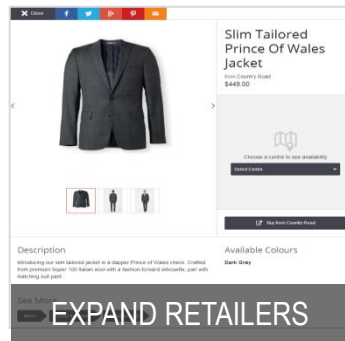 Close
Slim Tailored
Prince Of Wales
Jacket
from Country Road
$449.00
Choose a centre to see availability
Select Centre
Buy from Country Road
Description
Introducing our slim tailored jacket in a dapper Prince of Wales check. Crafted
from premium Super 100 Italian wool with a fashion-forward silhouette, pair with
matching suit pant
Available Colours
Dark Grey
See More
EXPAND RETAILERS